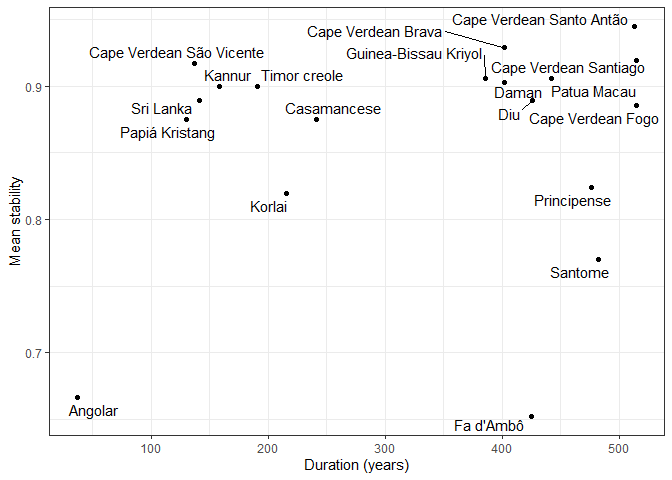 Cape Verdean Santo Antão
Cape Verdean Brava
Cape Verdean São Vicente
Guinea-Bissau Kriyol
Cape Verdean Santiago
Kannur
Timor creole
Daman
Patua Macau
Sri Lanka
Casamancese
Diu
Cape Verdean Fogo
Papiá Kristang
Korlai
Principense
Santome
Angolar
Fa d'Ambô
0.9
0.8
0.7
Mean stability
100
200
300
400
500
Duration (years)